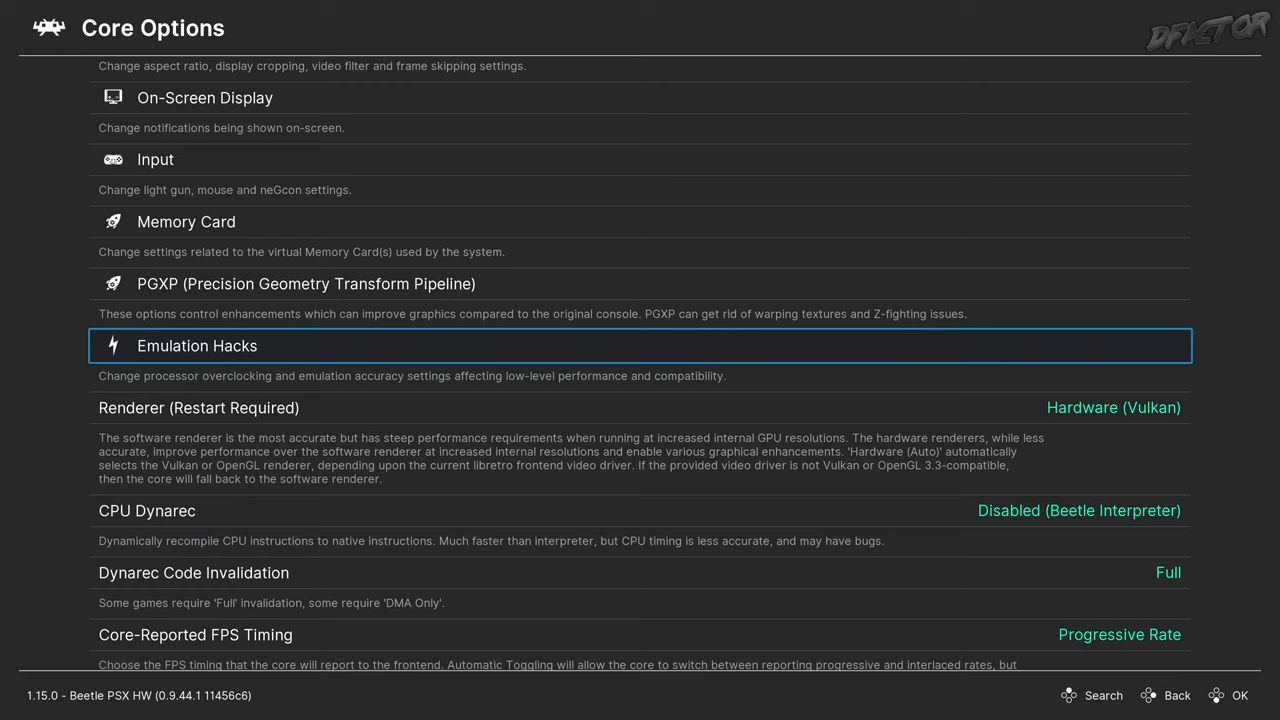 Core Options
DFACTOR
Change aspect ratio, display cropping, video filter and frame skipping settings.
On-Screen Display
Change notifications being shown on-screen.
Input
Change light gun, mouse and neGcon settings.
Memory Card
Change settings related to the virtual Memory Card(s) used by the system.
PGXP (Precision Geometry Transform Pipeline)
These options control enhancements which can improve graphics compared to the original console. PGXP can get rid of warping textures and Z-fighting issues.
Emulation Hacks
Change processor overclocking and emulation accuracy settings affecting low-level performance and compatibility.
Renderer (Restart Required) Hardware (Vulkan)
The software renderer is the most accurate but has steep performance requirements when running at increased internal GPU resolutions. The hardware renderers, while less
accurate, improve performance over the software renderer at increased internal resolutions and enable various graphical enhancements. 'Hardware (Auto)' automatically
selects the Vulkan or OpenGL renderer, depending upon the current libretro frontend video driver. If the provided video driver is not Vulkan or OpenGL 3.3-compatible,
then the core will fall back to the software renderer.
CPU Dynarec Disabled (Beetle Interpreter)
Dynamically recompile CPU instructions to native instructions. Much faster than interpreter, but CPU timing is less accurate, and may have bugs.
Dynarec Code Invalidation Full
Some games require 'Full' invalidation, some require 'DMA Only'.
Core-Reported FPS Timing Progressive Rate
Choose the FPS timing that the core will report to the frontend. Automatic Toggling will allow the core to switch between reporting progressive and interlaced rates, but
1.15.0 - Beetle PSX HW (0.9.44.1 11456c6) Search Back OK